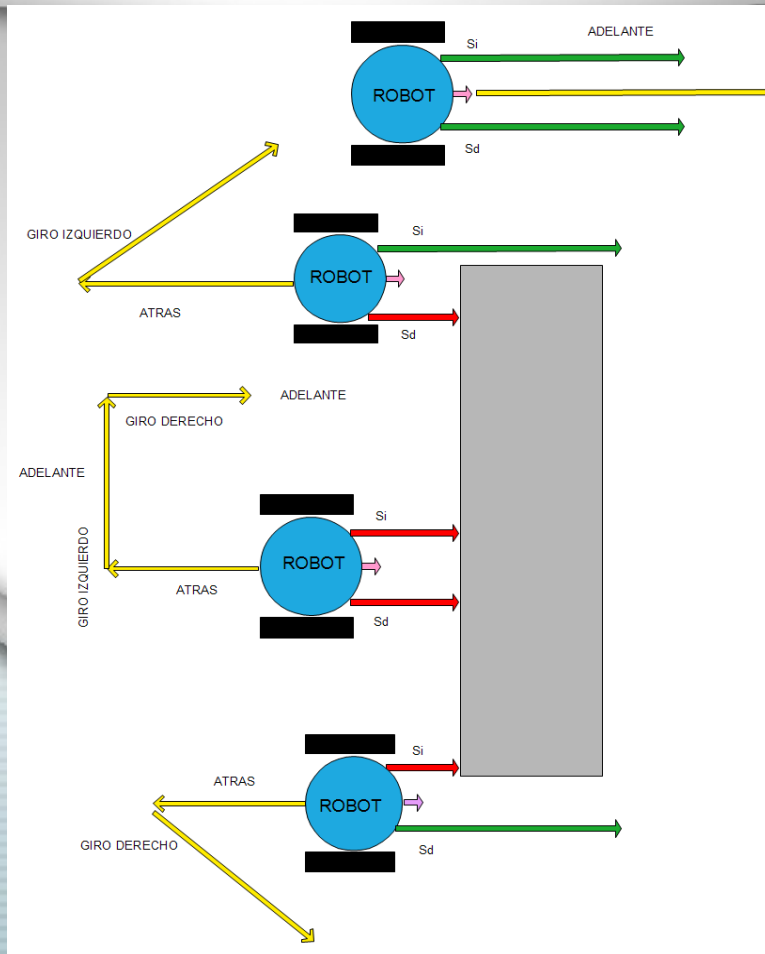 ADELANTE
Si
ROBOT
Sd
GIRO IZQUIERDO
Si
ROBOT
ATRAS
Sd
ADELANTE
GIRO DERECHO
ADELANTE
Si
GIRO IZQUIERDO
ROBOT
ATRAS
Sd
Si
ATRAS
ROBOT
GIRO DERECHO
Sd